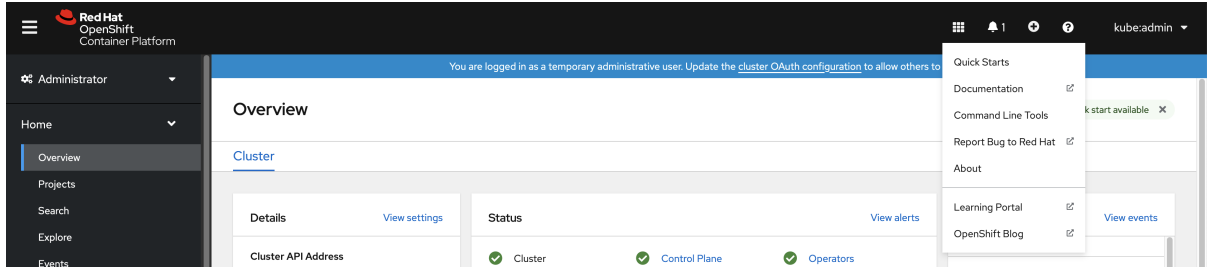 Red Hat
OpenShift
Container Platform
1
kube:admin
Administrator
Home
Overview
Projects
Search
Explore
Events
You are logged in as a temporary administrative user. Update the cluster OAuth configuration to allow others to
Overview
k start available
Cluster
Details
View settings
Cluster API Address
Status
View alerts
Cluster
Control Plane
Operators
View events
Quick Starts
Documentation
Command Line Tools
Report Bug to Red Hat
About
Learning Portal
OpenShift Blog